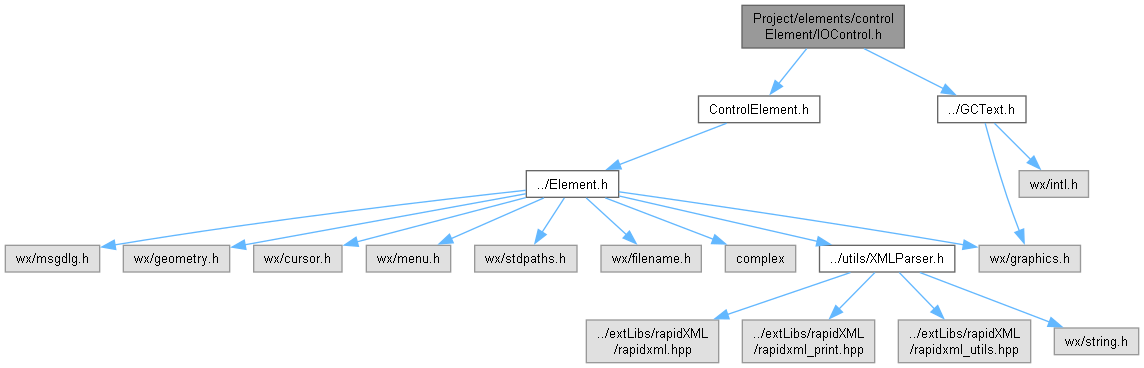 Project/elements/control
Element/IOControl.h
ControlElement.h
../GCText.h
../Element.h
wx/intl.h
wx/msgdlg.h
wx/geometry.h
wx/cursor.h
wx/menu.h
wx/stdpaths.h
wx/filename.h
complex
../utils/XMLParser.h
wx/graphics.h
../extLibs/rapidXML
/rapidxml.hpp
../extLibs/rapidXML
/rapidxml_print.hpp
../extLibs/rapidXML
/rapidxml_utils.hpp
wx/string.h